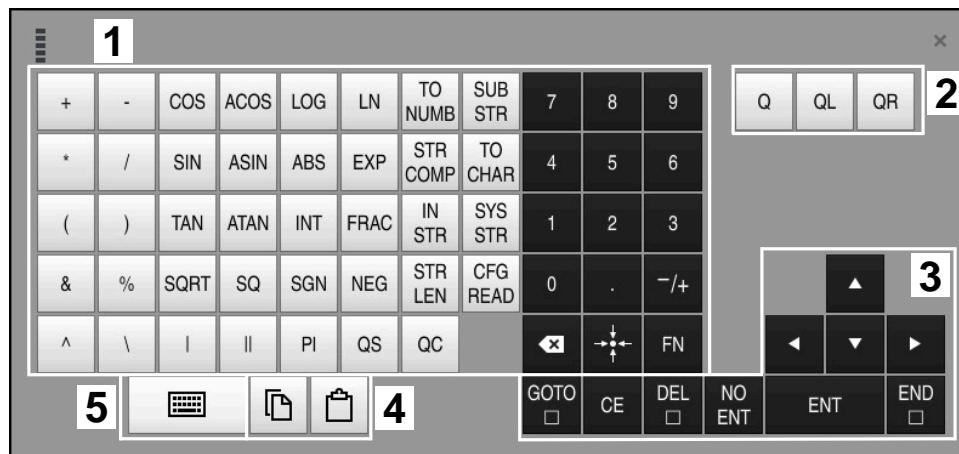 1
×
+ - COS ACOS LOG LN TO NUMB SUB STR 7 8 9 Q QL QR 2
* / SIN ASIN ABS EXP STR COMP TO CHAR 4 5 6
( ) TAN ATAN INT FRAC IN STR SYS STR 1 2 3
& % SQRT SQ SGN NEG STR LEN CFG READ 0 . −/+ 3
^ \ | || PI QS QC FN
5 4 GOTO □ CE DEL □ NO ENT ENT END □